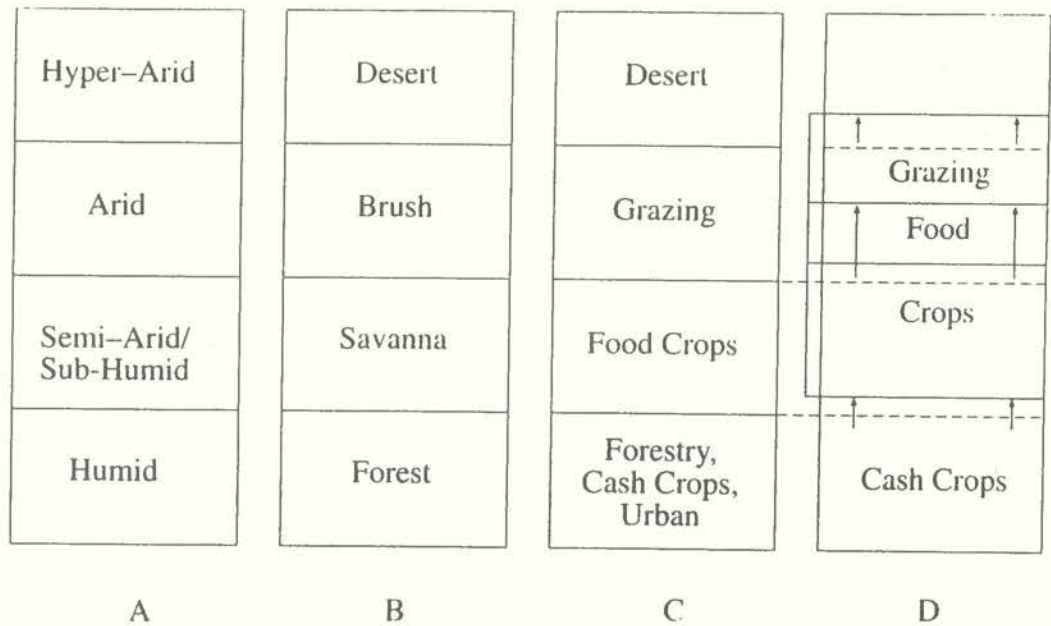 Hyper–Arid
Arid
Semi–Arid/
Sub-Humid
Humid
A
Desert
Brush
Savanna
Forest
B
Desert
Grazing
Food Crops
Forestry,
Cash Crops,
Urban
C
Grazing
Food
Crops
Cash Crops
D